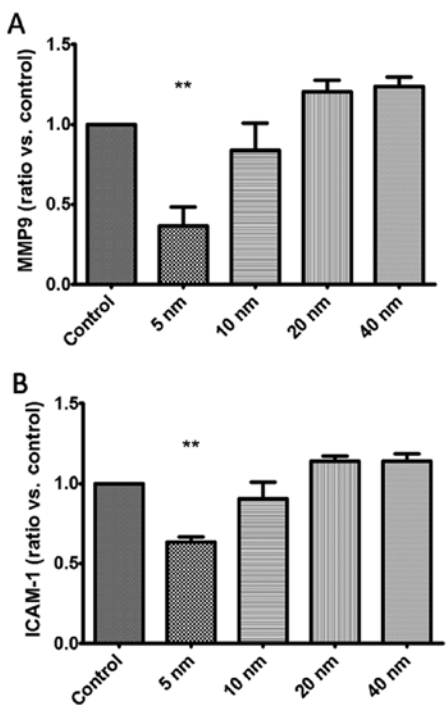 A
MMP9 (ratio vs. control)
1.5
1.0
0.5
0.0
**
Control
5 nm
10 nm
20 nm
40 nm
B
ICAM-1 (ratio vs. control)
1.5
1.0
0.5
0.0
**
Control
5 nm
10 nm
20 nm
40 nm